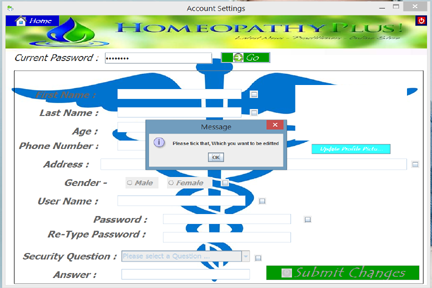 Account Settings
Home
HOMEOPATHY PLUS!
Current Password :
********
Go
First Name :
Last Name :
Age :
Message
Please tick that, Which you want to be edited
OK
Phone Number :
Update Profile Picture
Address :
Gender -
Male
Female
User Name :
Password :
Re-Type Password :
Security Question :
Please select a Question ...
Answer :
Submit Changes